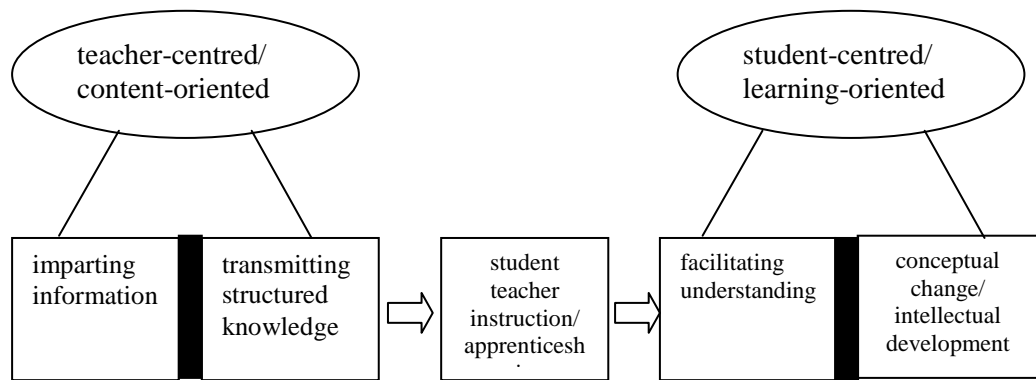 teacher-centred/
content-oriented
student-centred/
learning-oriented
imparting
information
transmitting
structured
knowledge
student
teacher
instruction/
apprenticesh
facilitating
understanding
conceptual
change/
intellectual
development